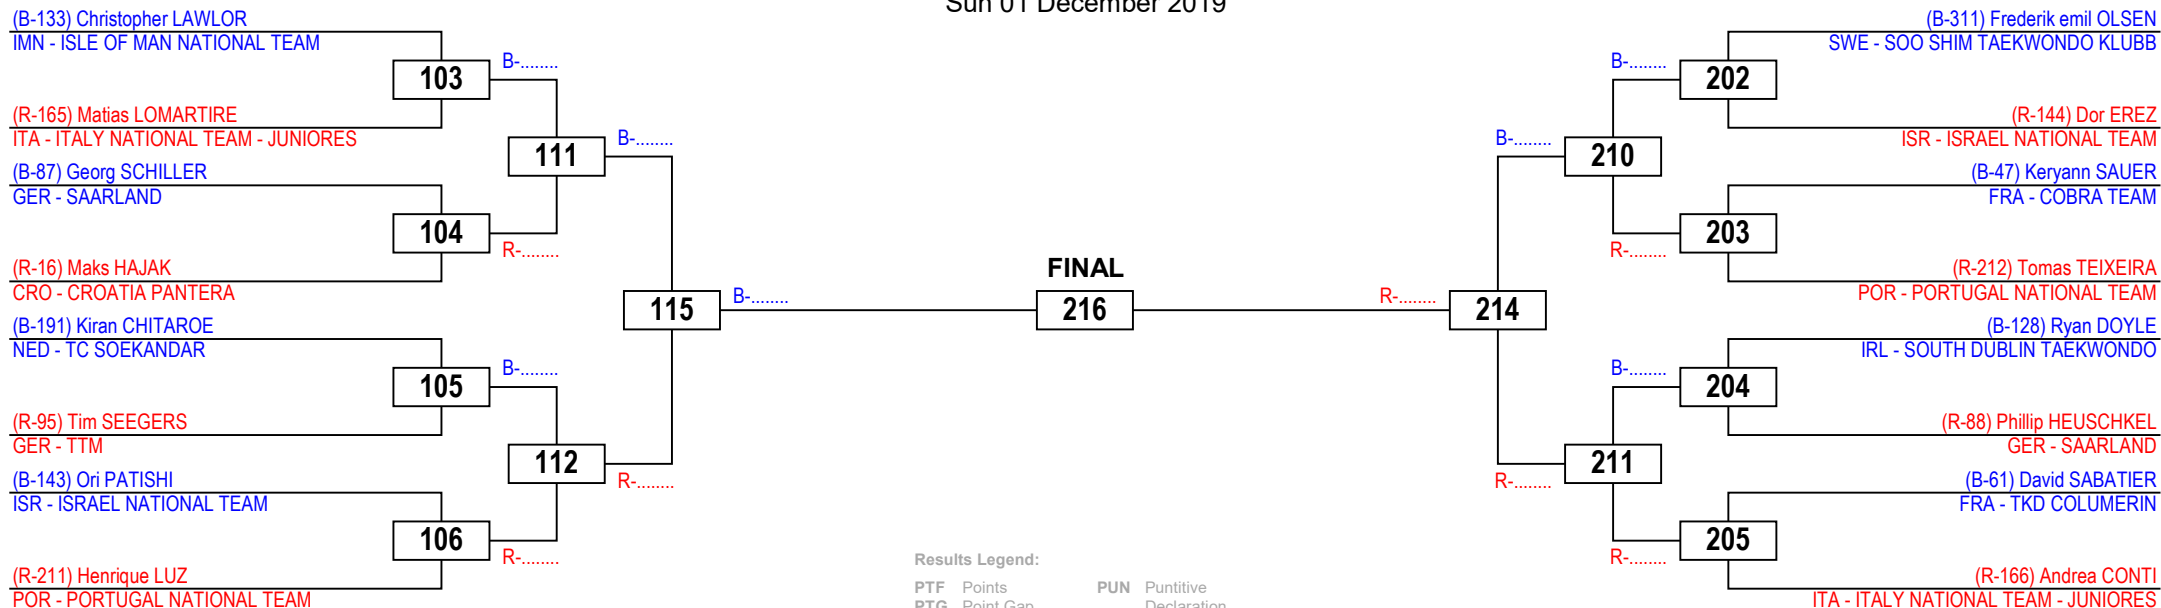 Sun 01 December 2019
(B-133) Christopher LAWLOR
IMN - ISLE OF MAN NATIONAL TEAM
103
B-........
(R-165) Matias LOMARTIRE
ITA - ITALY NATIONAL TEAM - JUNIORES
111
B-........
(B-87) Georg SCHILLER
GER - SAARLAND
104
R-........
(R-16) Maks HAJAK
CRO - CROATIA PANTERA
115
B-........
(B-191) Kiran CHITAROE
NED - TC SOEKANDAR
105
B-........
(R-95) Tim SEEGERS
GER - TTM
112
R-........
(B-143) Ori PATISHI
ISR - ISRAEL NATIONAL TEAM
106
R-........
(R-211) Henrique LUZ
POR - PORTUGAL NATIONAL TEAM
FINAL
216
(B-311) Frederik emil OLSEN
SWE - SOO SHIM TAEKWONDO KLUBB
B-........
202
(R-144) Dor EREZ
ISR - ISRAEL NATIONAL TEAM
B-........
210
(B-47) Keryann SAUER
FRA - COBRA TEAM
R-........
203
(R-212) Tomas TEIXEIRA
POR - PORTUGAL NATIONAL TEAM
R-........
214
(B-128) Ryan DOYLE
IRL - SOUTH DUBLIN TAEKWONDO
B-........
204
(R-88) Phillip HEUSCHKEL
GER - SAARLAND
R-........
211
(B-61) David SABATIER
FRA - TKD COLUMERIN
R-........
205
(R-166) Andrea CONTI
ITA - ITALY NATIONAL TEAM - JUNIORES
Results Legend:
PTF Points PUN Puntitive
PTG Point Gap Declaration